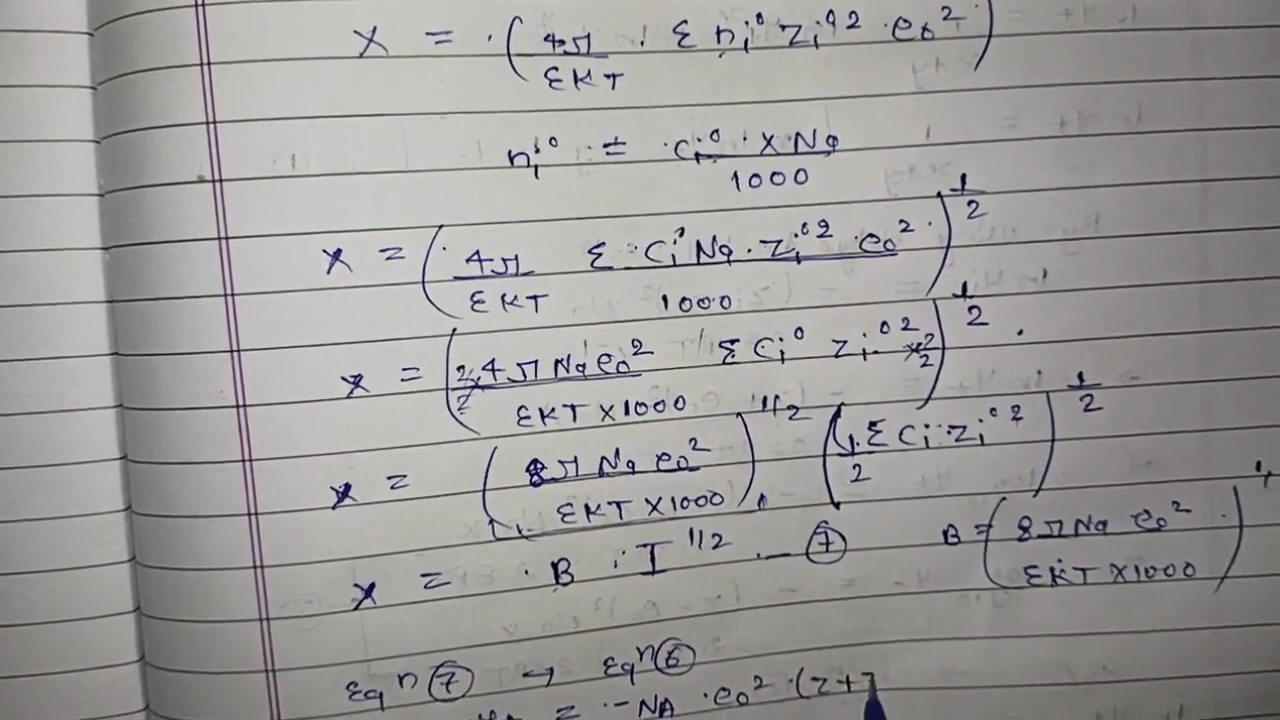 x = (4π/εKT . Σ ni° zi°2 . e0²)
ni° = ci° × NA / 1000
x = (4π/εKT Σ ci° NA . zi°2 . e0² / 1000)^1/2
x = (2/2 4π NA e0² / εKT×1000 Σ ci° zi°2 ×2/2)^1/2 .
x = (8π NA e0² / εKT×1000)^1/2 (1/2 Σ ci zi°2)^1/2
x = B . I^1/2 --- ⑦ B = (8π NA e0² / εKT×1000)
Eqn ⑦ → Eqn ⑥
= -NA . e0² . (z+